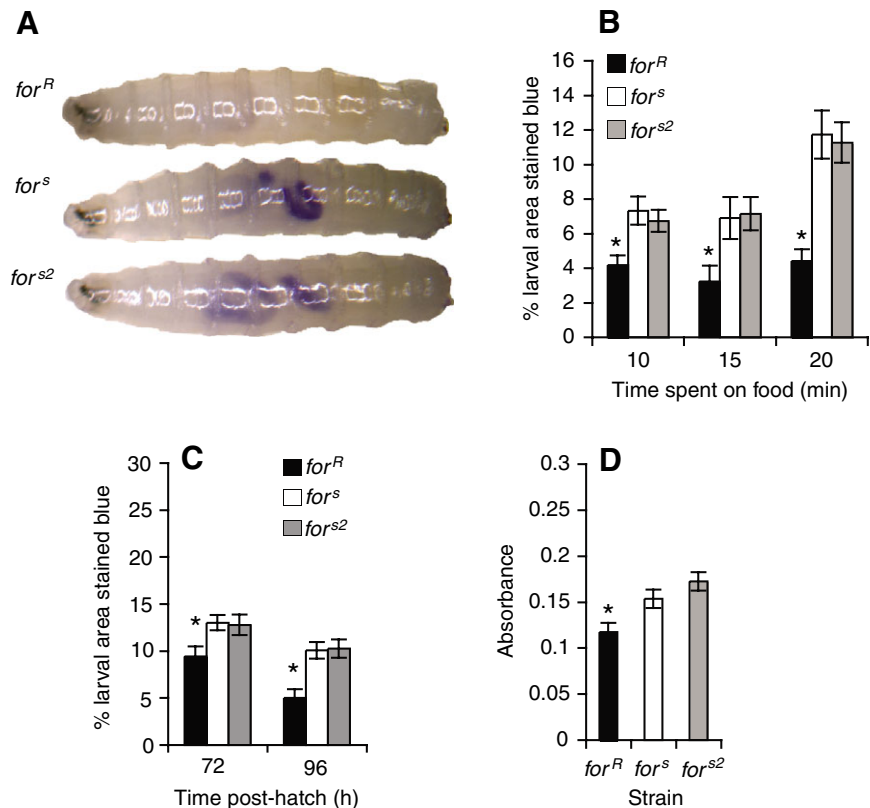 A
for^R
for^s
for^s2
B
% larval area stained blue
16
14
12
10
8
6
4
2
0
for^R
for^s
for^s2
*
*
*
10 15 20
Time spent on food (min)
C
% larval area stained blue
30
25
20
15
10
5
0
for^R
for^s
for^s2
*
*
72 96
Time post-hatch (h)
D
Absorbance
0.3
0.25
0.2
0.15
0.1
0.05
0
*
for^R for^s for^s2
Strain